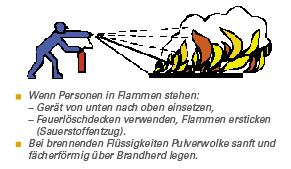 Wenn Personen in Flammen stehen:
– Gerät von unten nach oben einsetzen,
– Feuerlöschdecken verwenden, Flammen ersticken
(Sauerstoffentzug).
Bei brennenden Flüssigkeiten Pulverwolke sanft und
fächerförmig über Brandherd legen.